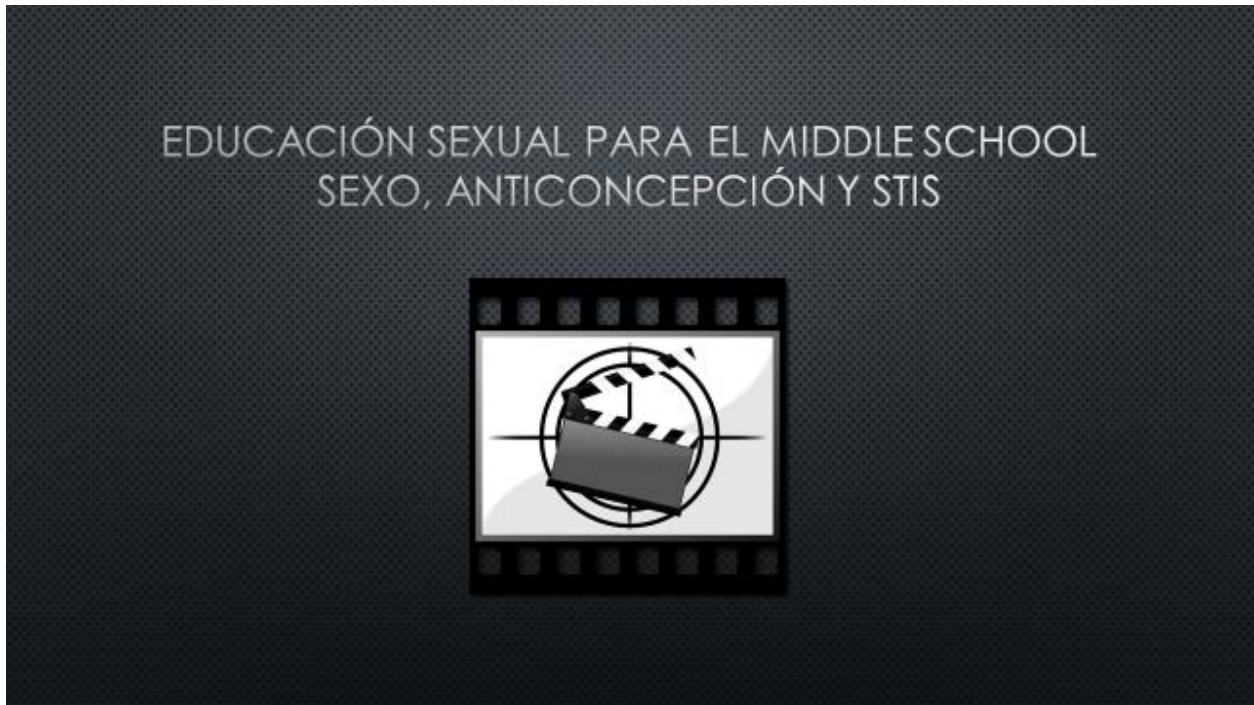 EDUCACIÓN SEXUAL PARA EL MIDDLE SCHOOL
SEXO, ANTICONCEPCIÓN Y STIS